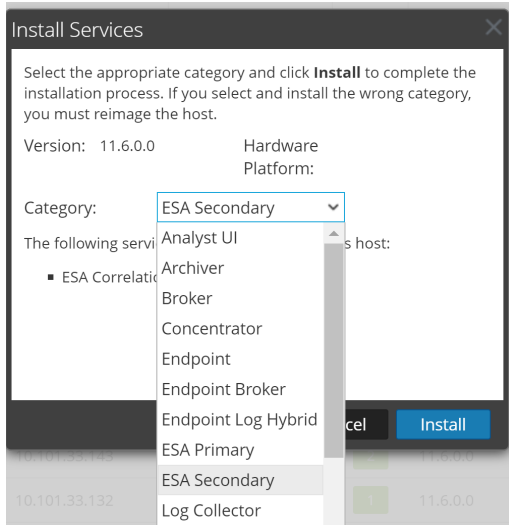 Install Services
Select the appropriate category and click Install to complete the
installation process. If you select and install the wrong category,
you must reimage the host.
Version: 11.6.0.0 Hardware
Platform:
Category: ESA Secondary
The following servi s host:
▪ ESA Correlatio
Analyst UI
Archiver
Broker
Concentrator
Endpoint
Endpoint Broker
Endpoint Log Hybrid
ESA Primary
ESA Secondary
Log Collector
cel Install
10.101.33.143 1 11.6.0.0
10.101.33.132 1 11.6.0.0